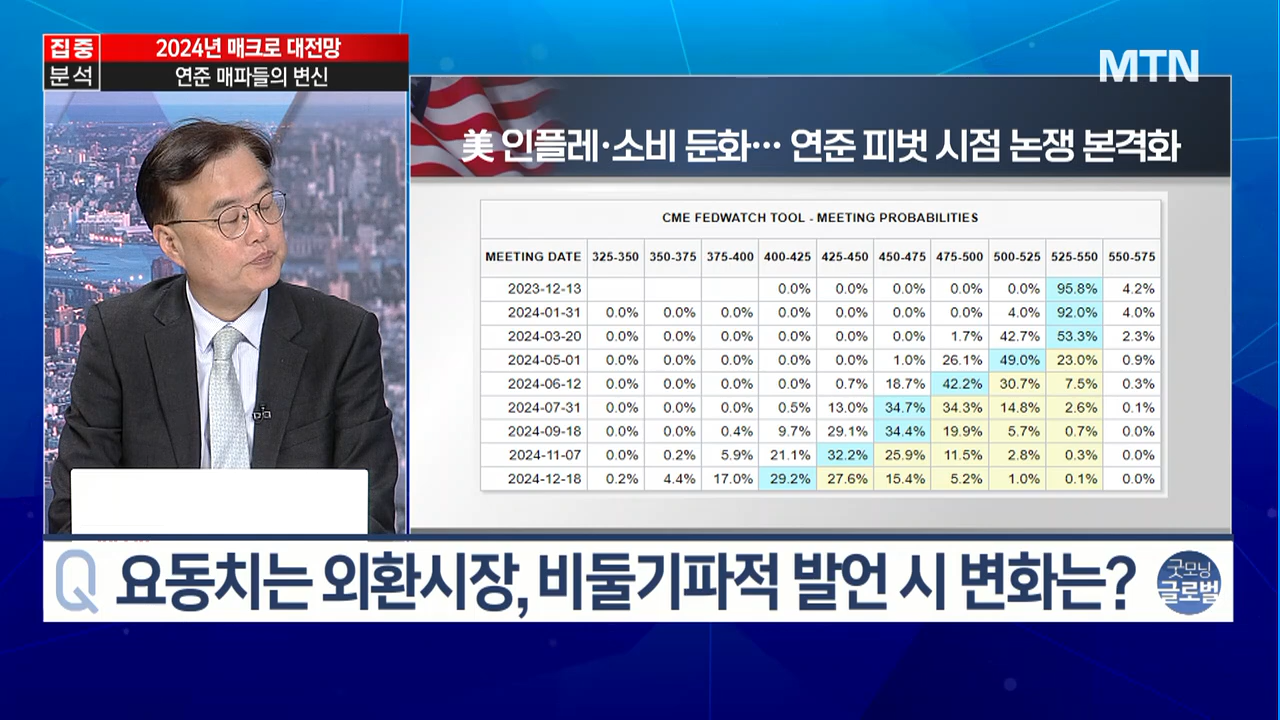 집중
분석
2024년 매크로 대전망
연준 매파들의 변신
MTN
美 인플레·소비 둔화… 연준 피벗 시점 논쟁 본격화
CME FEDWATCH TOOL - MEETING PROBABILITIES
MEETING DATE 325-350 350-375 375-400 400-425 425-450 450-475 475-500 500-525 525-550 550-575
2023-12-13 0.0% 0.0% 0.0% 0.0% 0.0% 95.8% 4.2%
2024-01-31 0.0% 0.0% 0.0% 0.0% 0.0% 0.0% 0.0% 4.0% 92.0% 4.0%
2024-03-20 0.0% 0.0% 0.0% 0.0% 0.0% 0.0% 1.7% 42.7% 53.3% 2.3%
2024-05-01 0.0% 0.0% 0.0% 0.0% 0.0% 1.0% 26.1% 49.0% 23.0% 0.9%
2024-06-12 0.0% 0.0% 0.0% 0.0% 0.7% 18.7% 42.2% 30.7% 7.5% 0.3%
2024-07-31 0.0% 0.0% 0.0% 0.5% 13.0% 34.7% 34.3% 14.8% 2.6% 0.1%
2024-09-18 0.0% 0.0% 0.4% 9.7% 29.1% 34.4% 19.9% 5.7% 0.7% 0.0%
2024-11-07 0.0% 0.2% 5.9% 21.1% 32.2% 25.9% 11.5% 2.8% 0.3% 0.0%
2024-12-18 0.2% 4.4% 17.0% 29.2% 27.6% 15.4% 5.2% 1.0% 0.1% 0.0%
Q 요동치는 외환시장, 비둘기파적 발언 시 변화는?
굿모닝
글로벌